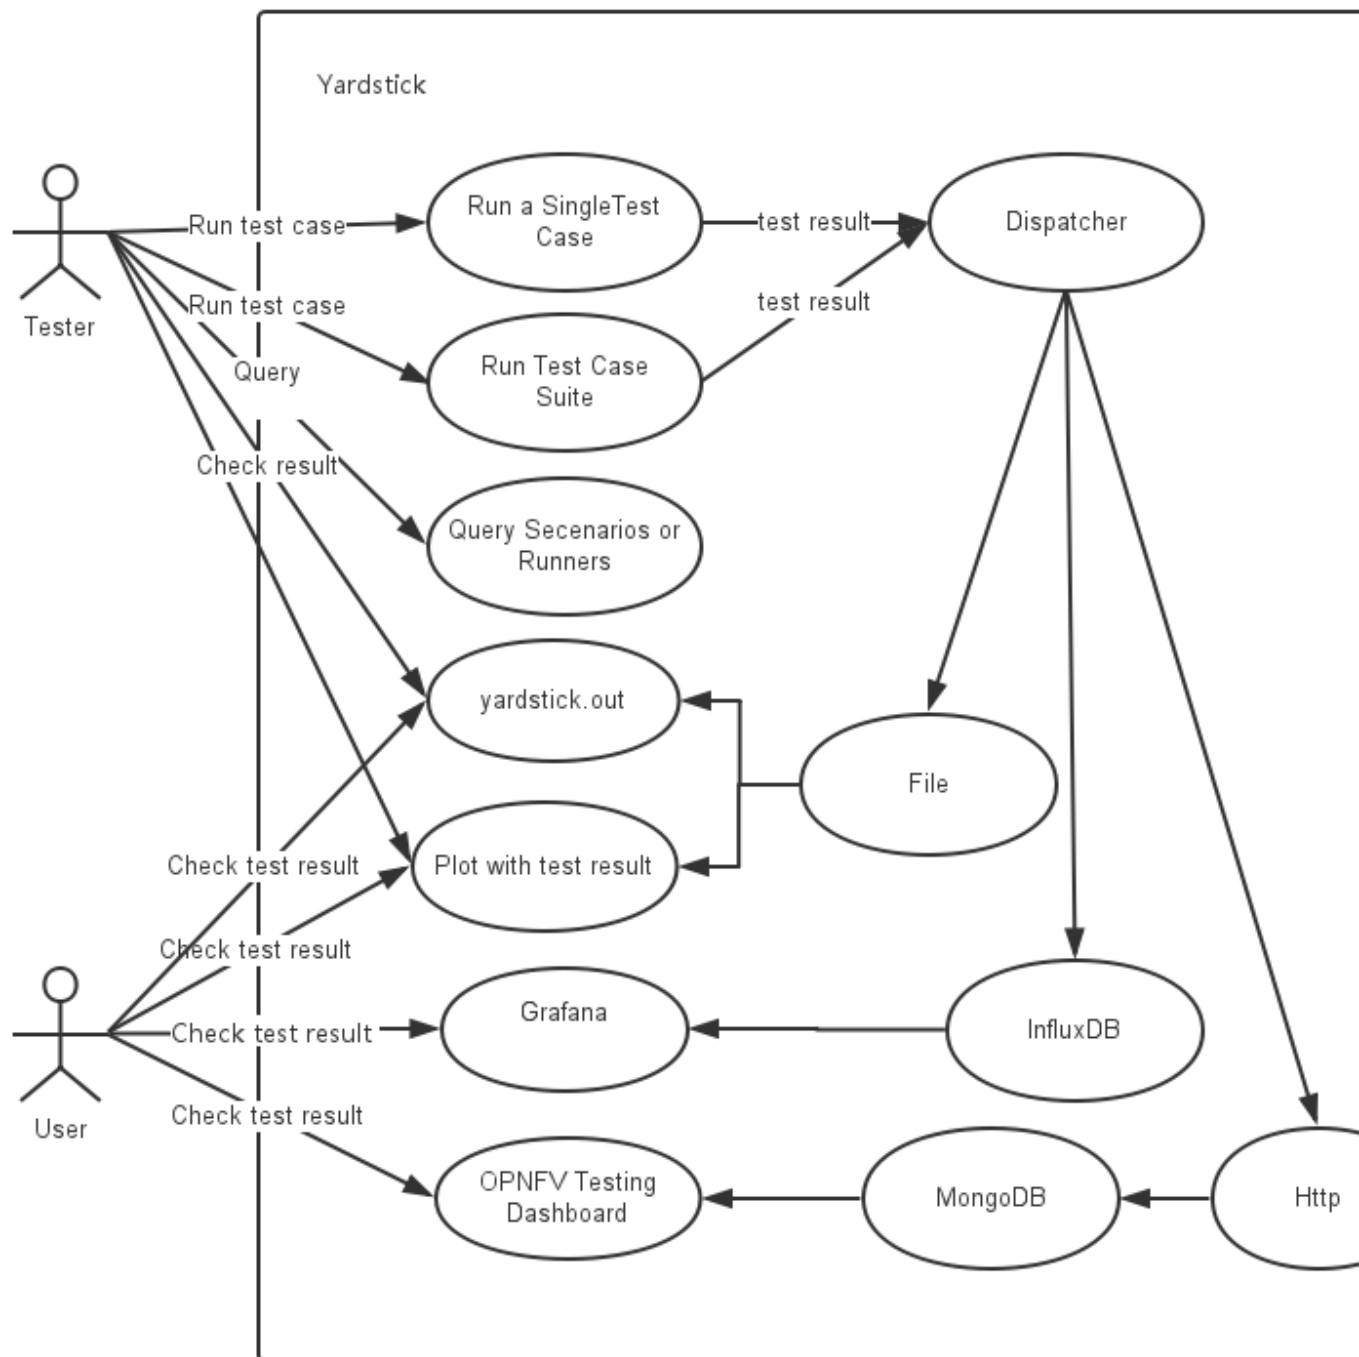 Yardstick
Run a SingleTest
Case
Run test case
test result
Dispatcher
Tester
Run test case
test result
Run Test Case
Suite
Query
Check result
Query Secenarios or
Runners
yardstick.out
File
Check test result
Plot with test result
Check test result
Grafana
Check test result
InfluxDB
User
Check test result
OPNFV Testing
Dashboard
MongoDB
Http